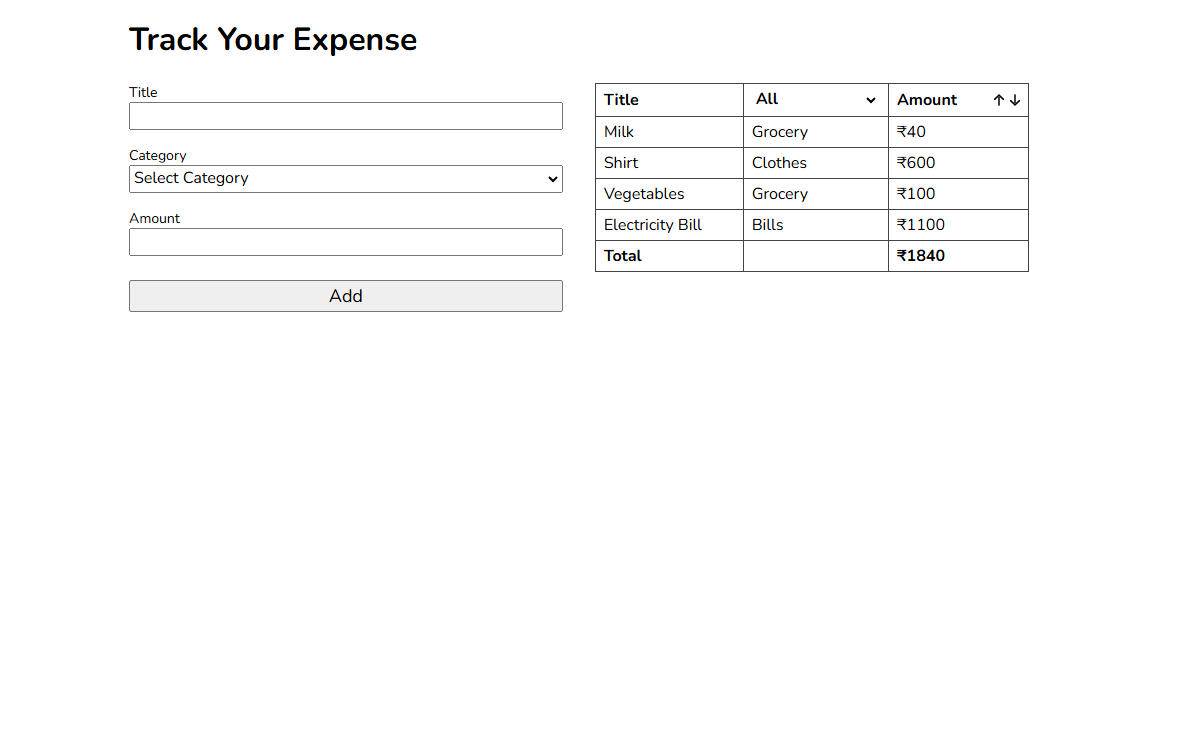 Track Your Expense
Title
Category
Select Category
Amount
Add
Title All Amount ↑ ↓
Milk Grocery ₹40
Shirt Clothes ₹600
Vegetables Grocery ₹100
Electricity Bill Bills ₹1100
Total ₹1840